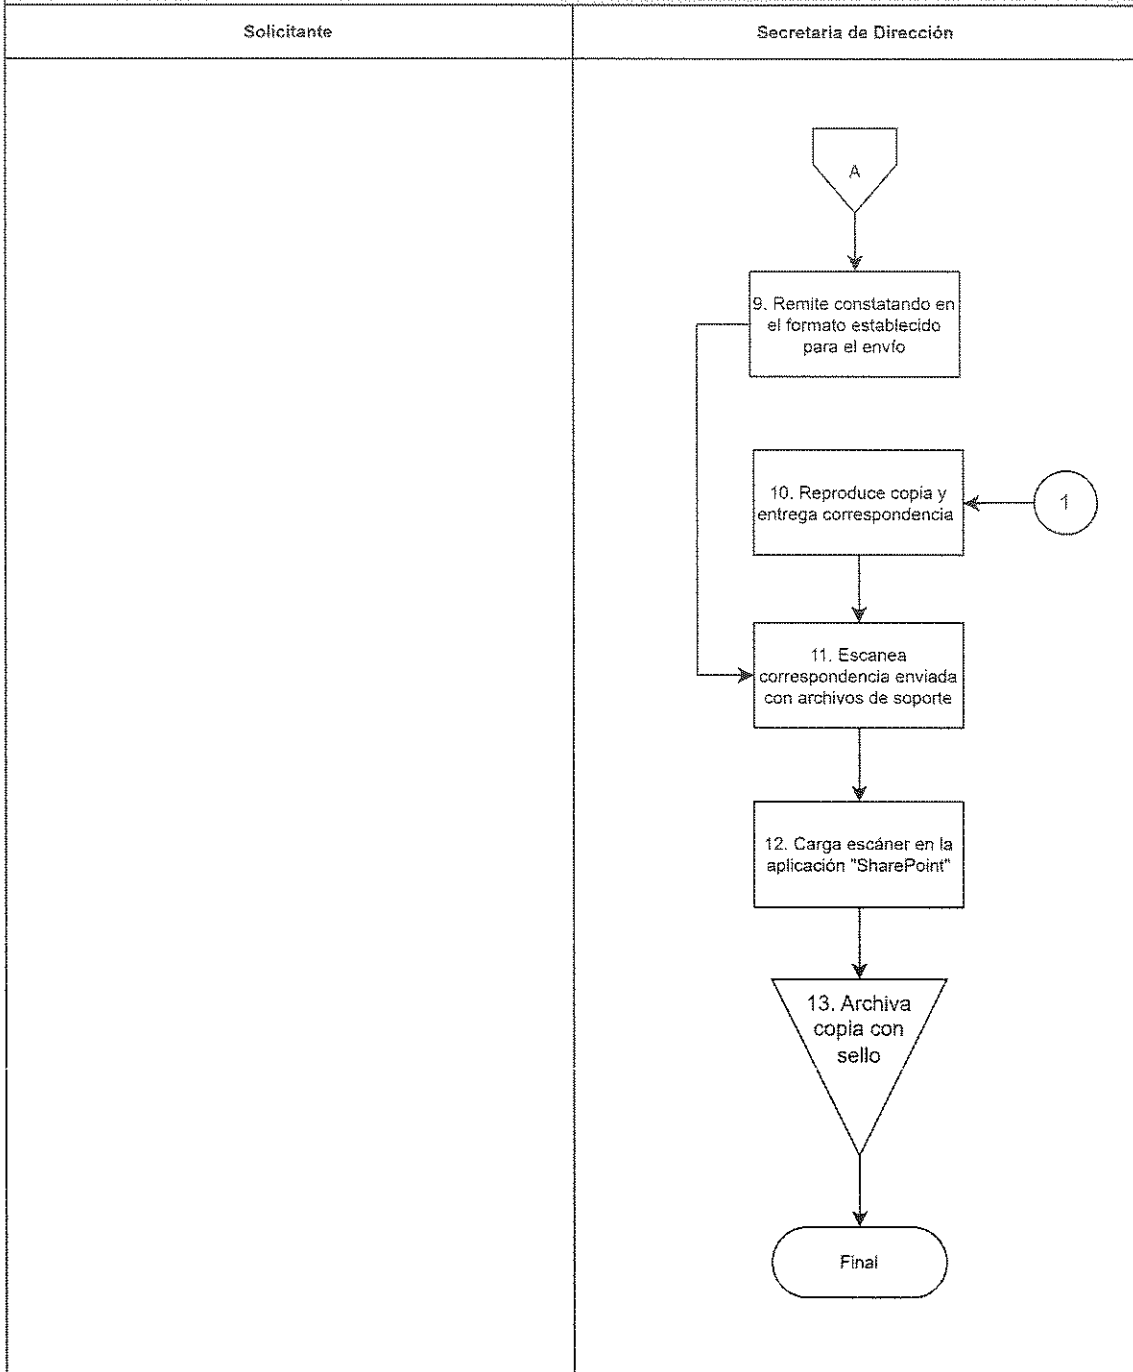 Solicitante
Secretaria de Dirección
A
9. Remite constatando en
el formato establecido
para el envío
10. Reproduce copia y
entrega correspondencia
1
11. Escanea
correspondencia enviada
con archivos de soporte
12. Carga escáner en la
aplicación "SharePoint"
13. Archiva
copia con
sello
Final